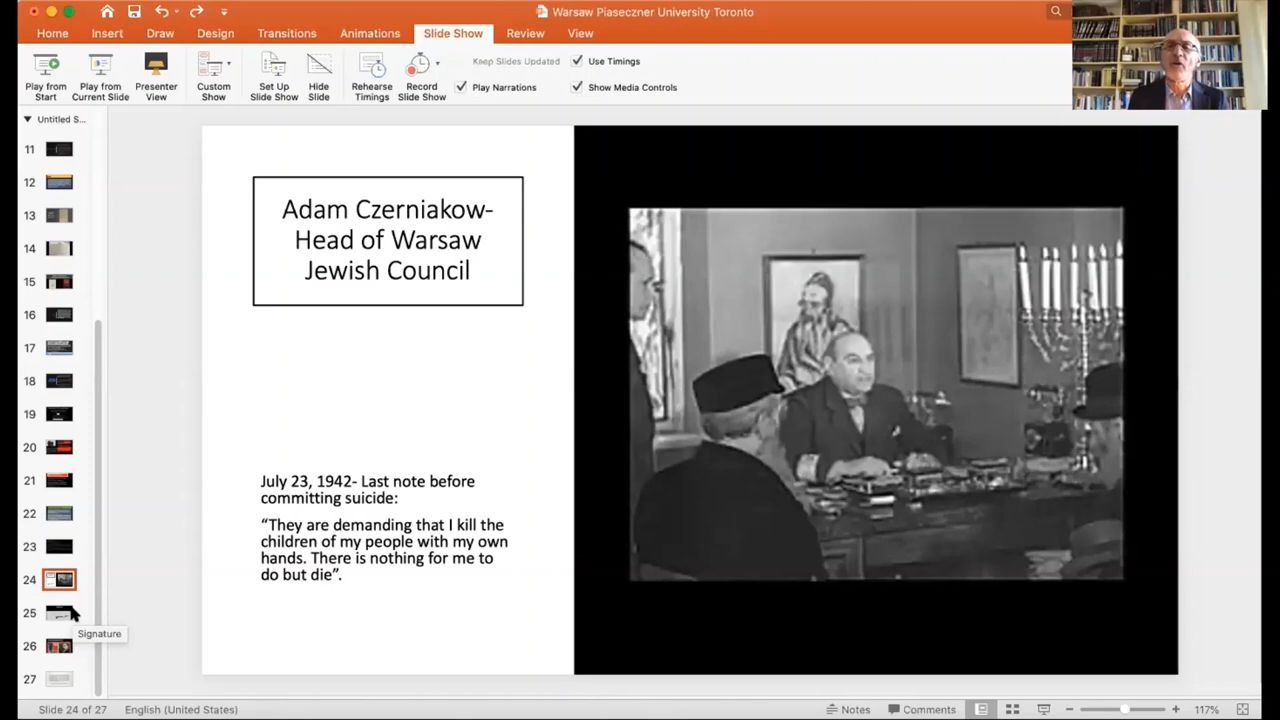 Warsaw Piaseczner University Toronto
Home Insert Draw Design Transitions Animations Slide Show Review View
Play from Start
Play from Current Slide
Presenter View
Custom Show
Set Up Slide Show
Hide Slide
Rehearse Timings
Record Slide Show
Keep Slides Updated
Play Narrations
Use Timings
Show Media Controls
Untitled S...
11
12
13
14
15
16
17
18
19
20
21
22
23
24
25
Signature
26
27
Adam Czerniakow-
Head of Warsaw
Jewish Council
July 23, 1942- Last note before
committing suicide:
“They are demanding that I kill the
children of my people with my own
hands. There is nothing for me to
do but die”.
Slide 24 of 27 English (United States) Notes Comments 117%